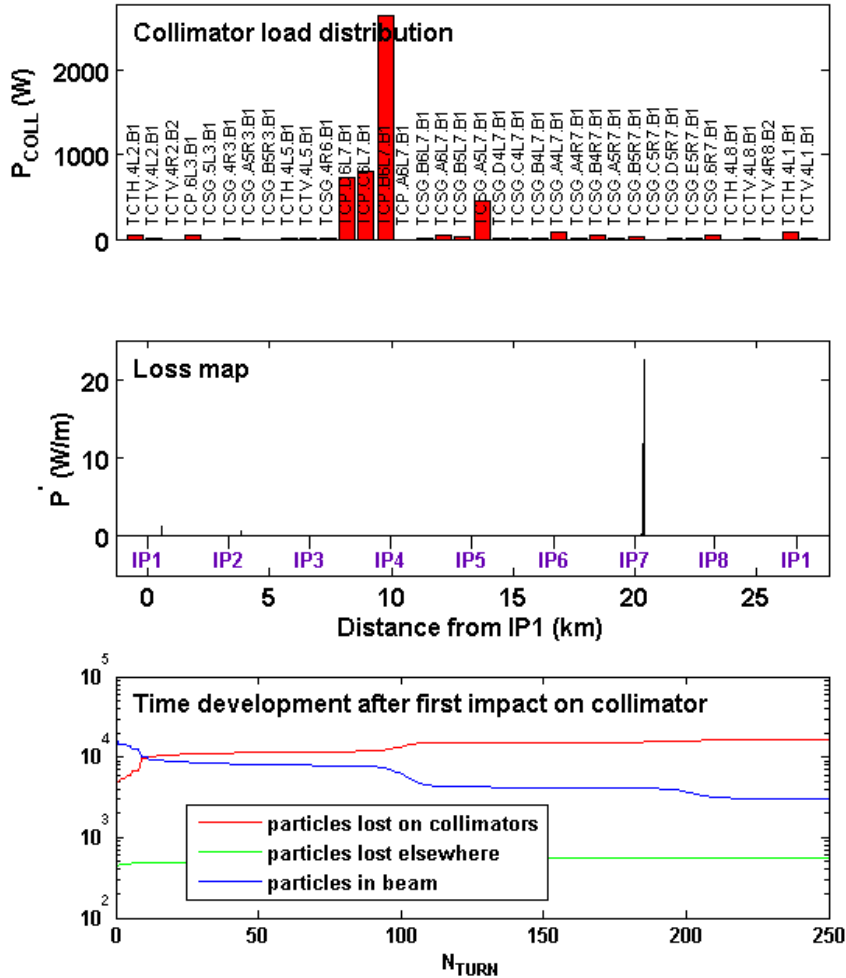 Collimator load distribution
P_COLL (W)
2000
1000
0
TCTH.4L2.B1
TCTV.4L2.B1
TCTV.4R2.B2
TCP.6L3.B1
TCSG.5L3.B1
TCSG.4R3.B1
TCSG.A5R3.B1
TCSG.B5R3.B1
TCTH.4L5.B1
TCTV.4L5.B1
TCSG.4R6.B1
TCP.D6L7.B1
TCP.C6L7.B1
TCP.B6L7.B1
TCP.A6L7.B1
TCSG.B6L7.B1
TCSG.A6L7.B1
TCSG.B5L7.B1
TCSG.A5L7.B1
TCSG.D4L7.B1
TCSG.C4L7.B1
TCSG.B4L7.B1
TCSG.A4L7.B1
TCSG.A4R7.B1
TCSG.B4R7.B1
TCSG.A5R7.B1
TCSG.B5R7.B1
TCSG.C5R7.B1
TCSG.D5R7.B1
TCSG.E5R7.B1
TCSG.6R7.B1
TCTH.4L8.B1
TCTV.4L8.B1
TCTV.4R8.B2
TCTH.4L1.B1
TCTV.4L1.B1
Loss map
P' (W/m)
20
10
0
IP1 IP2 IP3 IP4 IP5 IP6 IP7 IP8 IP1
0 5 10 15 20 25
Distance from IP1 (km)
Time development after first impact on collimator
10^5
10^4
10^3
10^2
particles lost on collimators
particles lost elsewhere
particles in beam
0 50 100 150 200 250
N_TURN